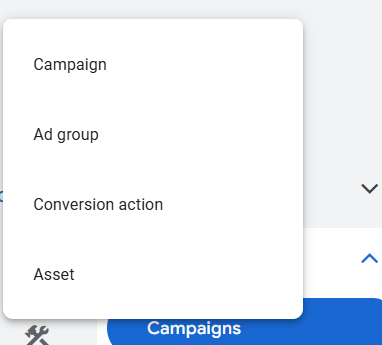 Campaign
Ad group
Conversion action
Asset
Campaigns